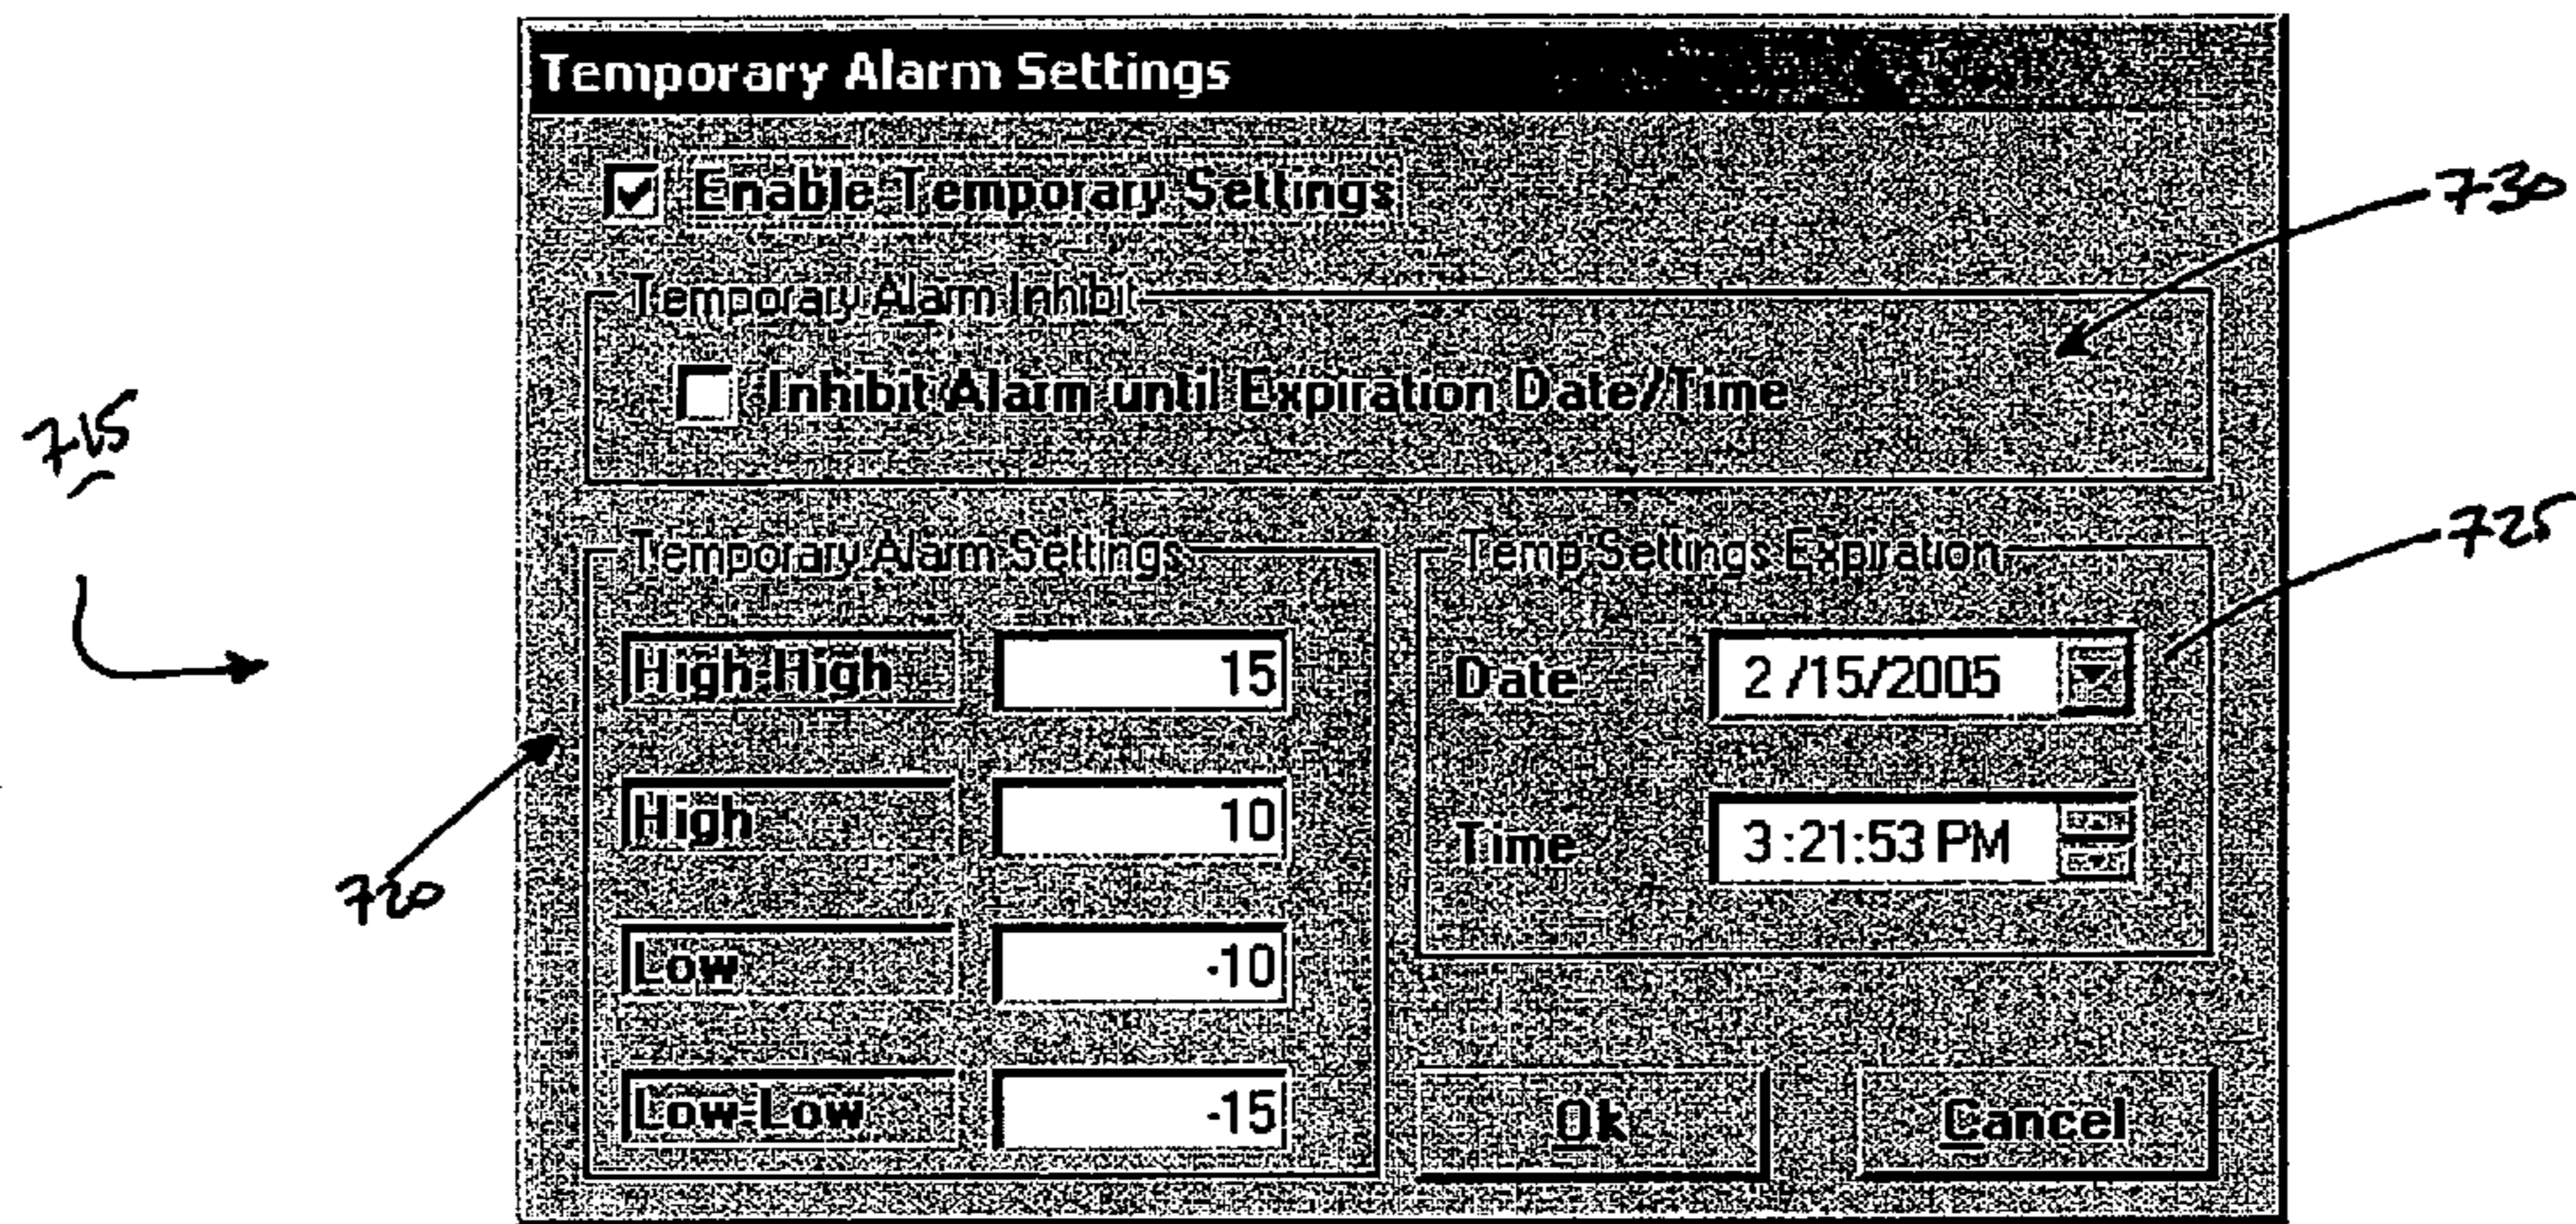 Temporary Alarm Settings
Enable Temporary Settings
730
Temporary Alarm Inhibit
Inhibit Alarm until Expiration Date/Time
715
725
Temporary Alarm Settings
Temp Settings Expiration
High-High 15
Date 2/15/2005
High 10
Time 3:21:53 PM
720
Low -10
Low-Low -15
Ok Cancel